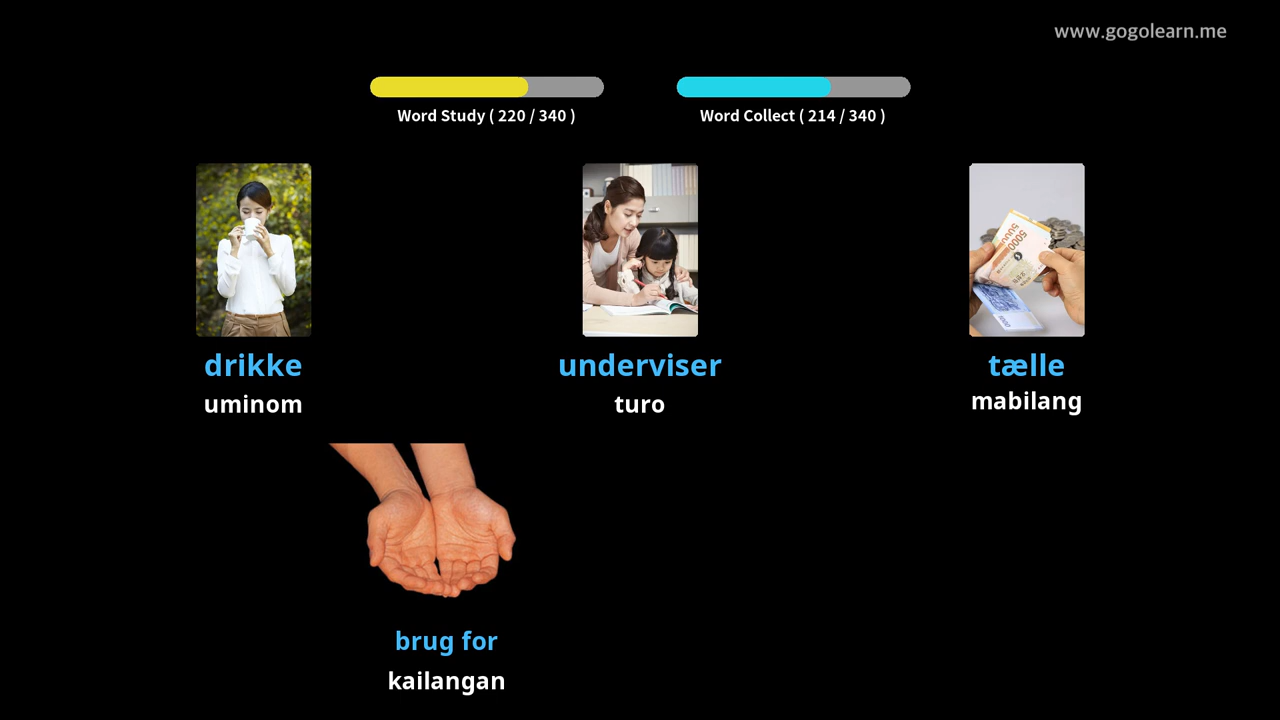 www.gogolearn.me
Word Study ( 220 / 340 )
Word Collect ( 214 / 340 )
drikke
uminom
underviser
turo
tælle
mabilang
brug for
kailangan